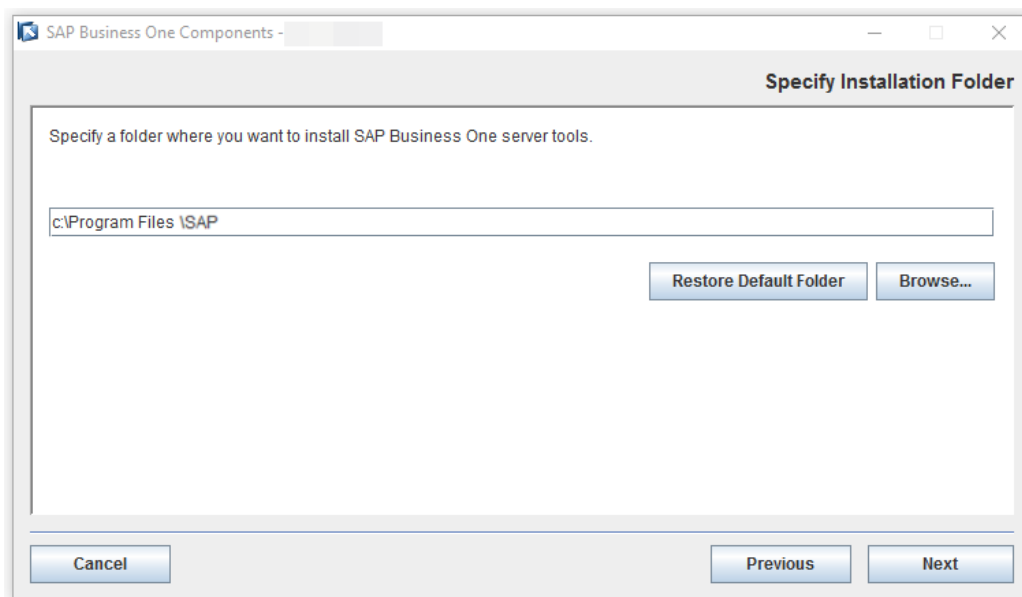 SAP Business One Components -
Specify Installation Folder
Specify a folder where you want to install SAP Business One server tools.
c:\Program Files \SAP
Restore Default Folder Browse...
Cancel Previous Next